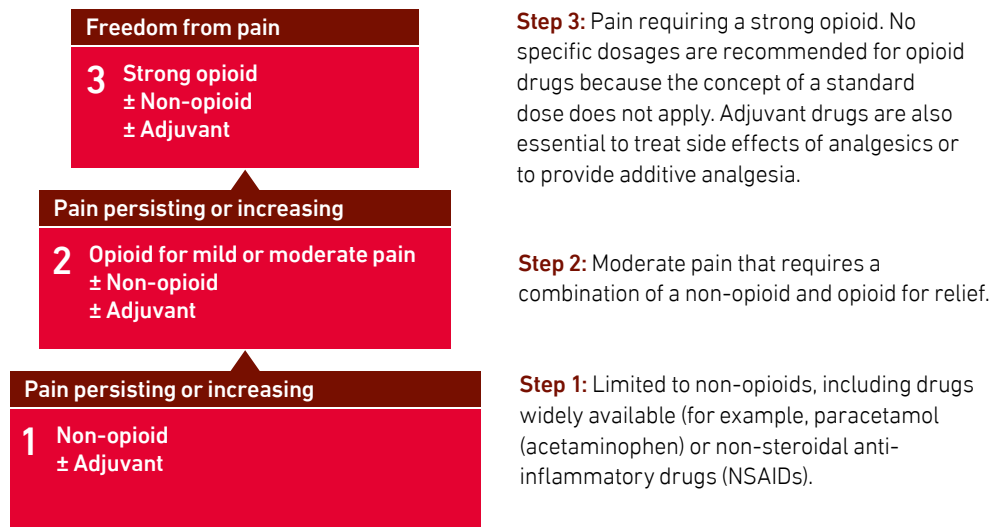 Freedom from pain
3 Strong opioid
± Non-opioid
± Adjuvant
Step 3: Pain requiring a strong opioid. No
specific dosages are recommended for opioid
drugs because the concept of a standard
dose does not apply. Adjuvant drugs are also
essential to treat side effects of analgesics or
to provide additive analgesia.
Pain persisting or increasing
2 Opioid for mild or moderate pain
± Non-opioid
± Adjuvant
Step 2: Moderate pain that requires a
combination of a non-opioid and opioid for relief.
Pain persisting or increasing
1 Non-opioid
± Adjuvant
Step 1: Limited to non-opioids, including drugs
widely available (for example, paracetamol
(acetaminophen) or non-steroidal anti-
inflammatory drugs (NSAIDs).